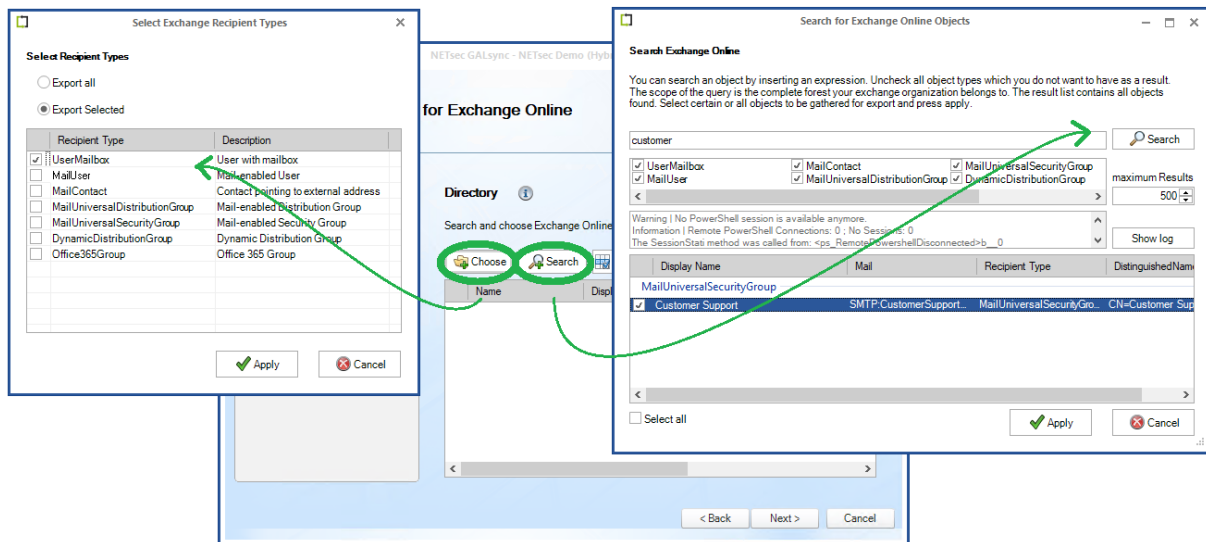 Select Exchange Recipient Types
Select Recipient Types
Export all
Export Selected
Recipient Type Description
UserMailbox User with mailbox
MailUser Mail-enabled User
MailContact Contact pointing to external address
MailUniversalDistributionGroup Mail-enabled Distribution Group
MailUniversalSecurityGroup Mail-enabled Security Group
DynamicDistributionGroup Dynamic Distribution Group
Office365Group Office 365 Group
Apply Cancel
NETsec GALsync - NETsec Demo (Hyb
for Exchange Online
Directory
Search and choose Exchange Online
Choose Search
Name Displ
< Back Next > Cancel
Search for Exchange Online Objects
Search Exchange Online
You can search an object by inserting an expression. Uncheck all object types which you do not want to have as a result.
The scope of the query is the complete forest your exchange organization belongs to. The result list contains all objects
found. Select certain or all objects to be gathered for export and press apply.
customer Search
UserMailbox MailContact MailUniversalSecurityGroup
MailUser MailUniversalDistributionGroup DynamicDistributionGroup
maximum Results
500
Warning | No PowerShell session is available anymore.
Information | Remote PowerShell Connections: 0 ; No Sessions: 0
The SessionStati method was called from: <ps_RemotePowershellDisconnected>b__0
Show log
Display Name Mail Recipient Type DistinguishedName
MailUniversalSecurityGroup
Customer Support SMTP:CustomerSupport... MailUniversalSecurityGro... CN=Customer Sup
Select all
Apply Cancel